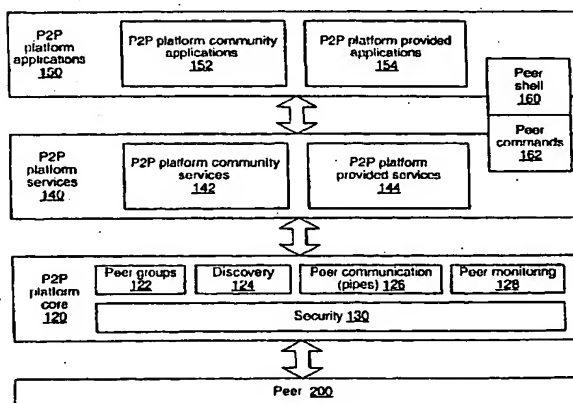 P2P platform applications 150
P2P platform community applications 152
P2P platform provided applications 154
Peer shell 160
Peer commands 162
P2P platform services 140
P2P platform community services 142
P2P platform provided services 144
P2P platform core 120
Peer groups 122
Discovery 124
Peer communication (pipes) 126
Peer monitoring 128
Security 130
Peer 200